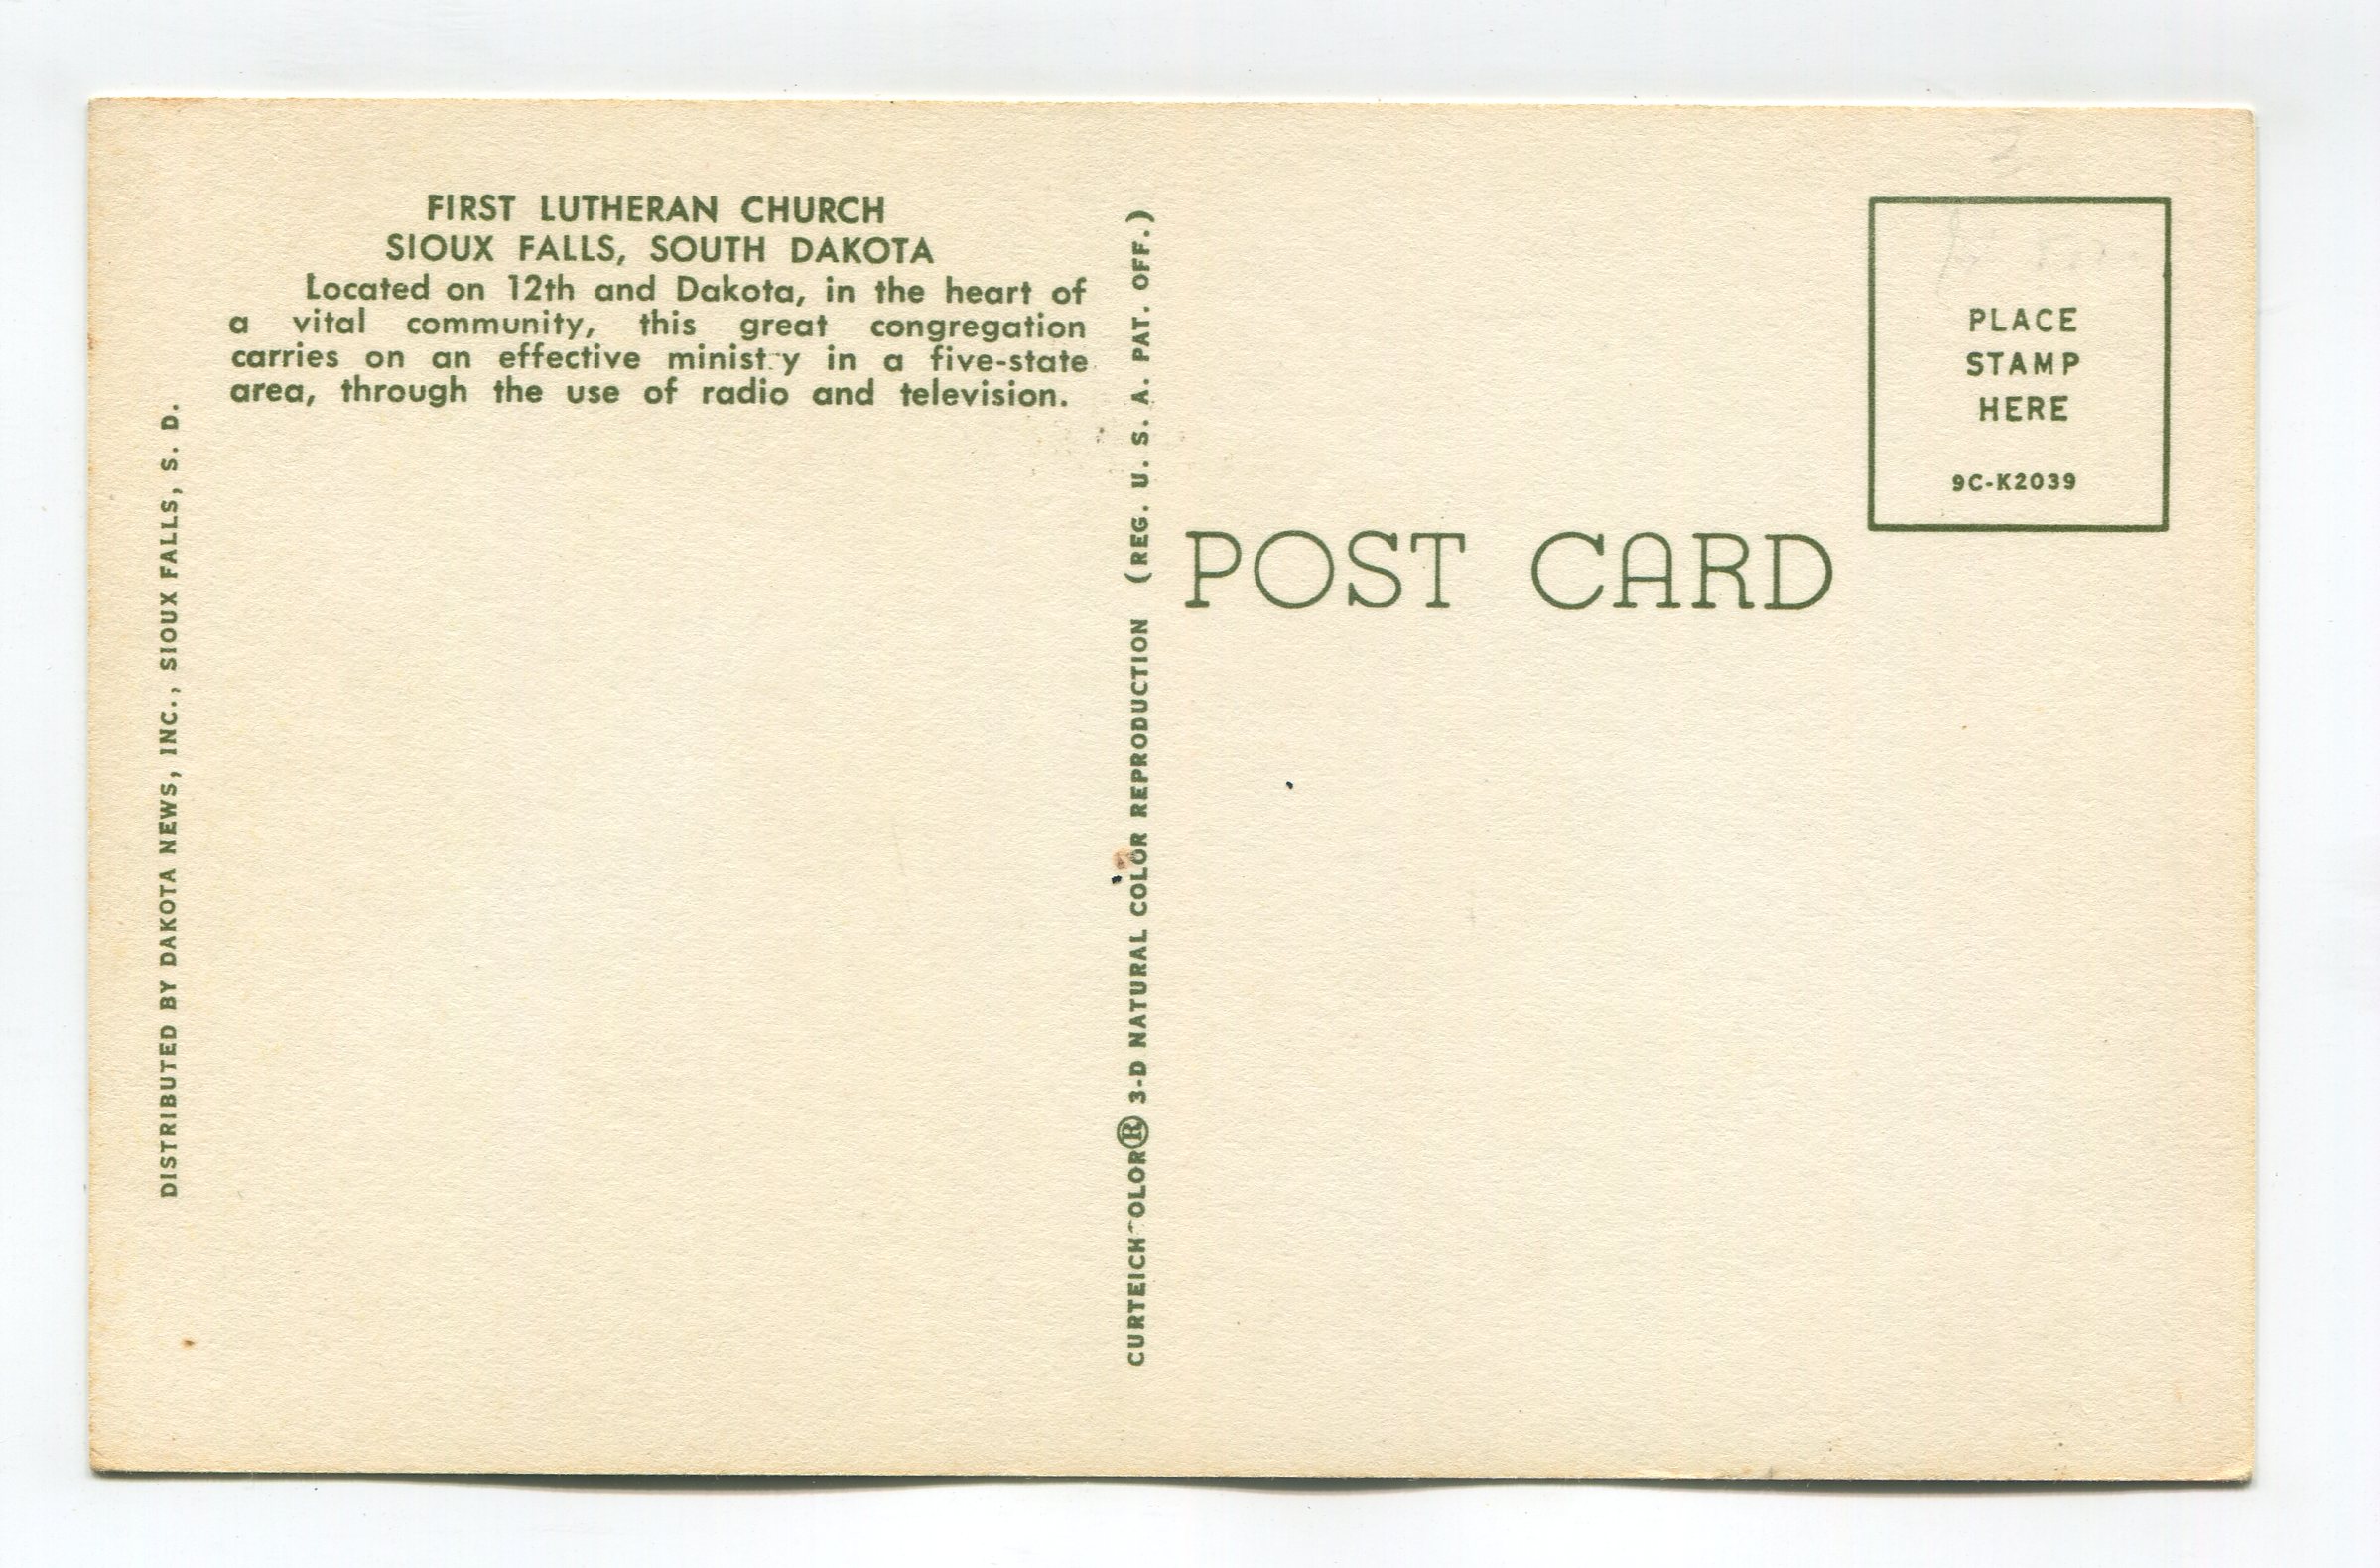 FIRST LUTHERAN CHURCH
SIOUX FALLS, SOUTH DAKOTA
Located on 12th and Dakota, in the heart of
a vital community, this great congregation
carries on an effective minist y in a five-state
area, through the use of radio and television.
DISTRIBUTED BY DAKOTA NEWS, INC., SIOUX FALLS, S. D.
CURTEICHCOLOR® 3-D NATURAL COLOR REPRODUCTION (REG. U. S. A. PAT. OFF.)
POST CARD
PLACE
STAMP
HERE
9C-K2039